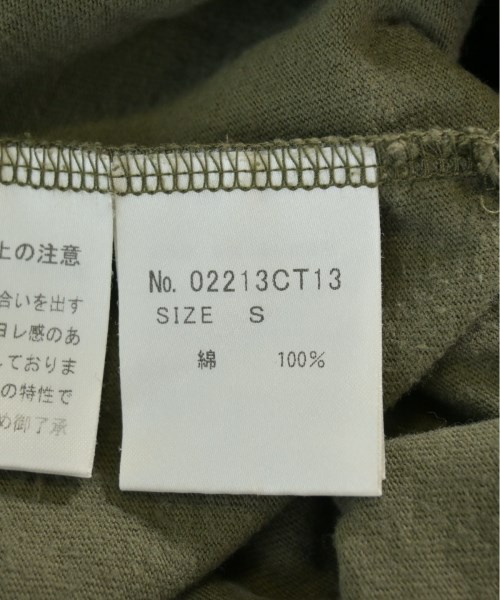 上の注意
合いを出す
ヨレ感のあ
しておりま
の特性で
め御了承
No. 02213CT13
SIZE S
綿 100%